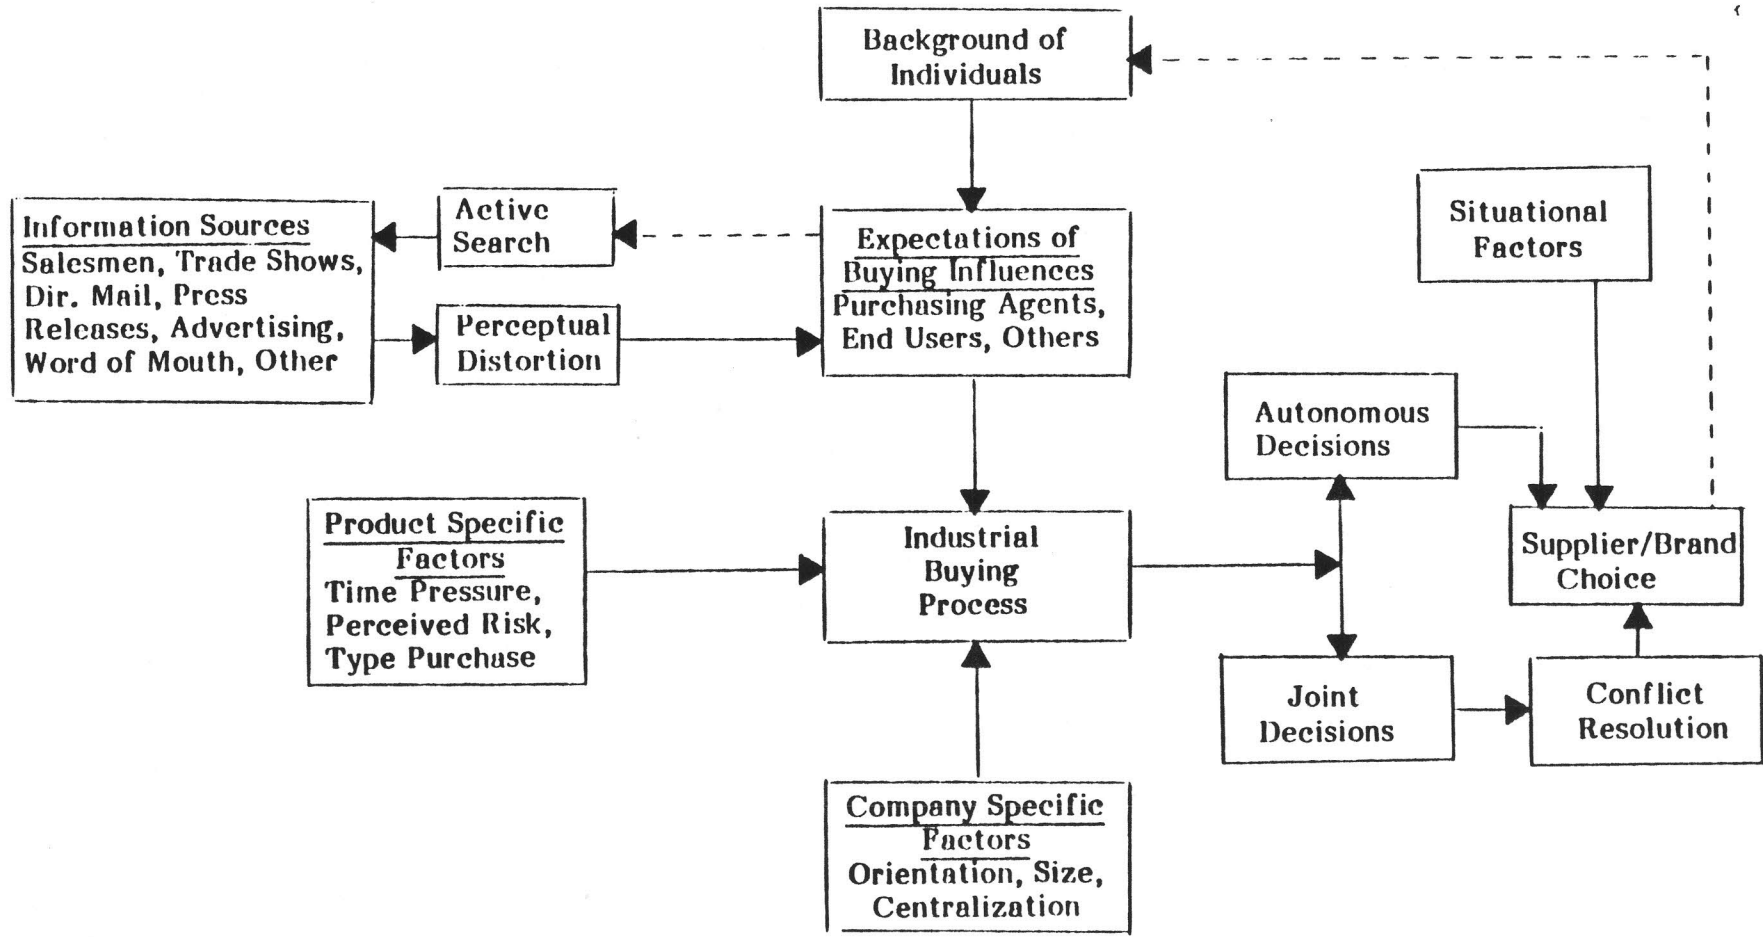 Background of
Individuals
Information Sources
Salesmen, Trade Shows,
Dir. Mail, Press
Releases, Advertising,
Word of Mouth, Other
Active
Search
Perceptual
Distortion
Expectations of
Buying Influences
Purchasing Agents,
End Users, Others
Situational
Factors
Autonomous
Decisions
Product Specific
Factors
Time Pressure,
Perceived Risk,
Type Purchase
Industrial
Buying
Process
Supplier/Brand
Choice
Joint
Decisions
Conflict
Resolution
Company Specific
Factors
Orientation, Size,
Centralization